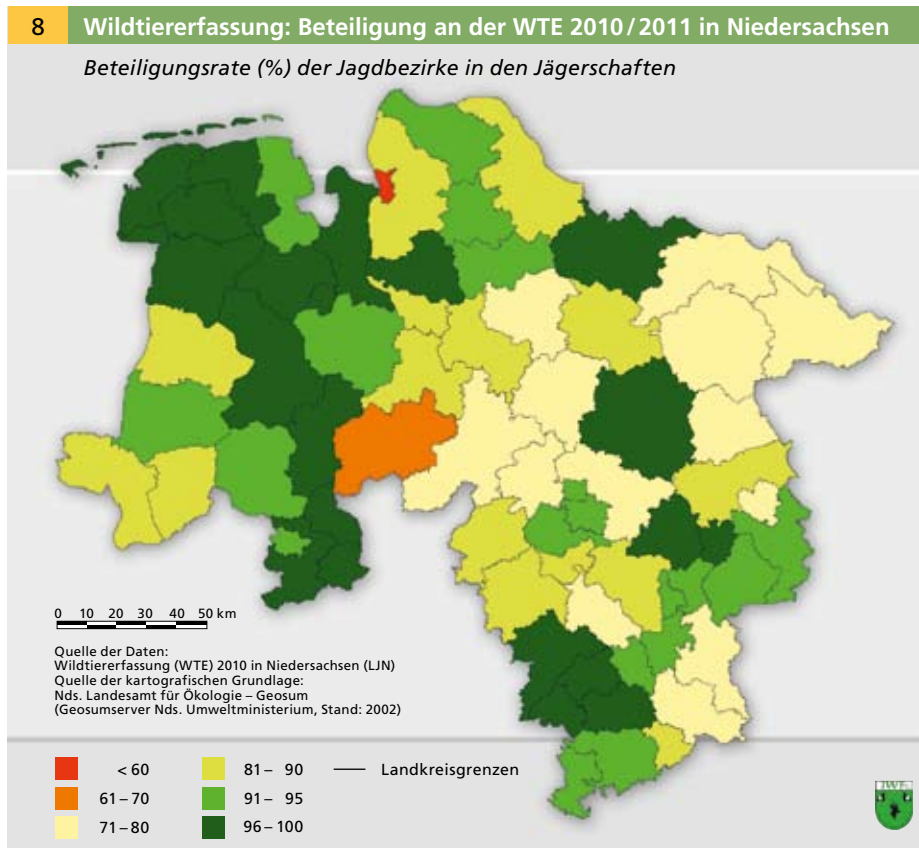 8 Wildtiererfassung: Beteiligung an der WTE 2010/2011 in Niedersachsen
Beteiligungsrate (%) der Jagdbezirke in den Jägerschaften
0 10 20 30 40 50 km
Quelle der Daten:
Wildtiererfassung (WTE) 2010 in Niedersachsen (LJN)
Quelle der kartografischen Grundlage:
Nds. Landesamt für Ökologie – Geosum
(Geosumserver Nds. Umweltministerium, Stand: 2002)
< 60
61 – 70
71 – 80
81 – 90
91 – 95
96 – 100
Landkreisgrenzen